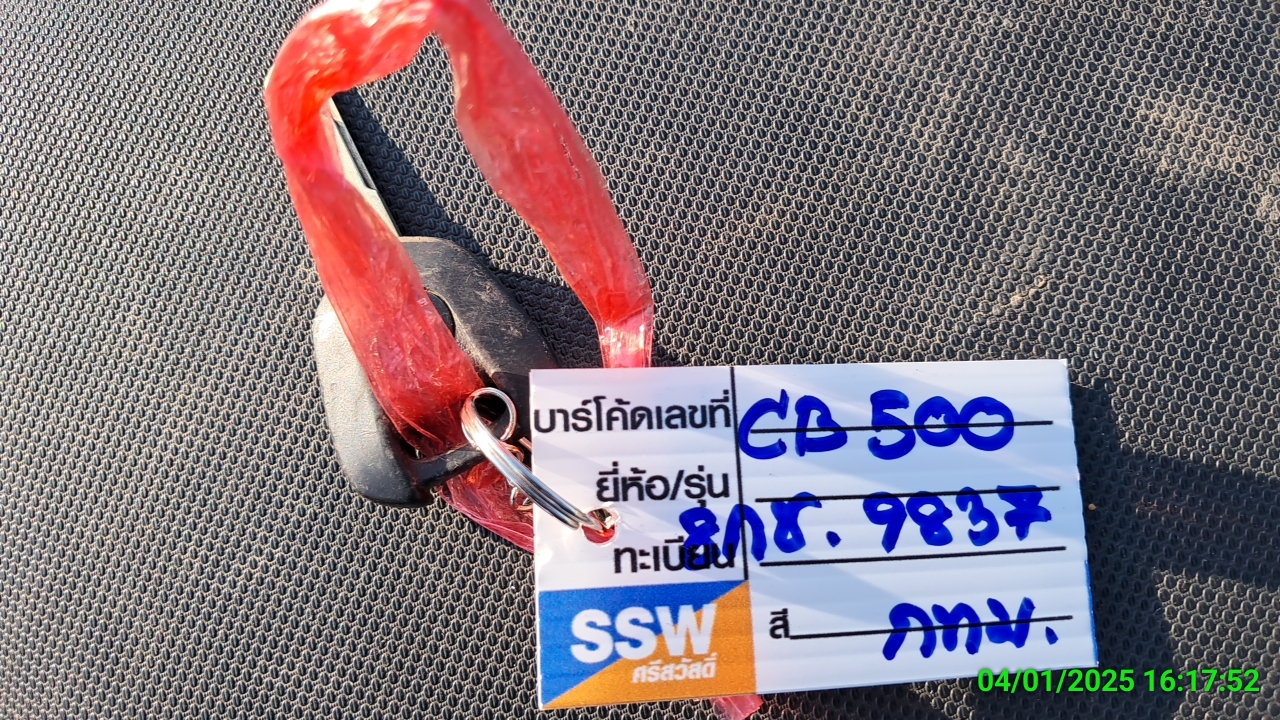 บาร์โค้ดเลขที่ CB 500
ยี่ห้อ/รุ่น
ทะเบียน 8กช. 9837
SSW
ศรีสวัสดิ์
สี กทม.
04/01/2025 16:17:52